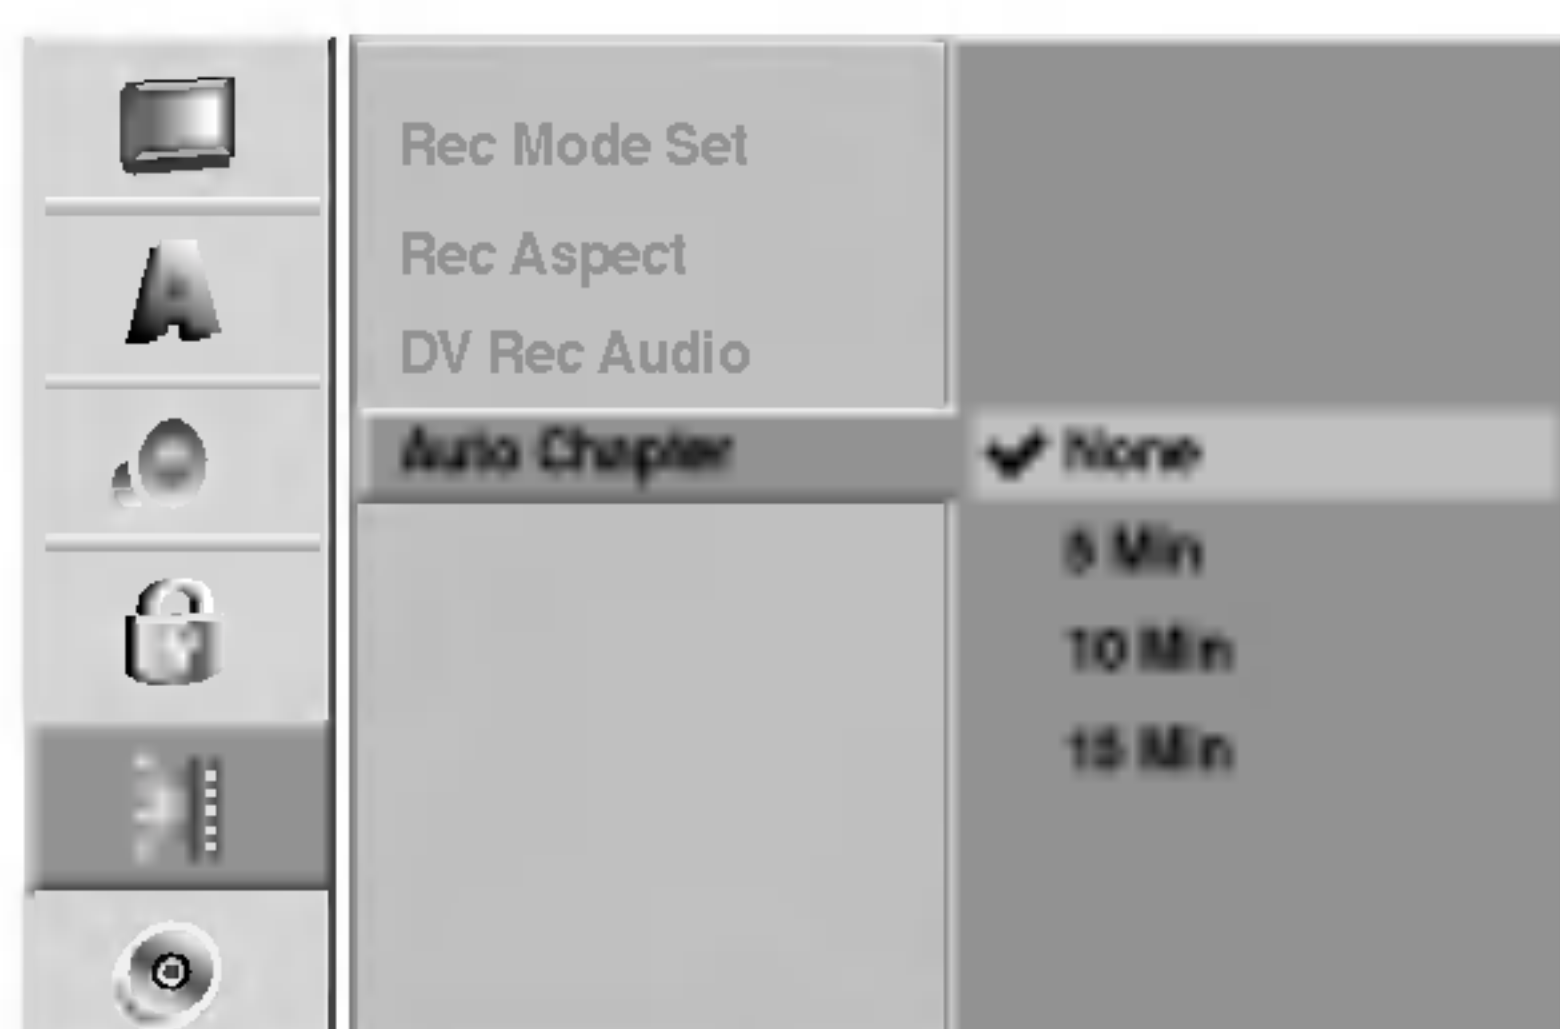 Rec Mode Set
Rec Aspect
DV Rec Audio
Auto Chapter
None
5 Min
10 Min
15 Min